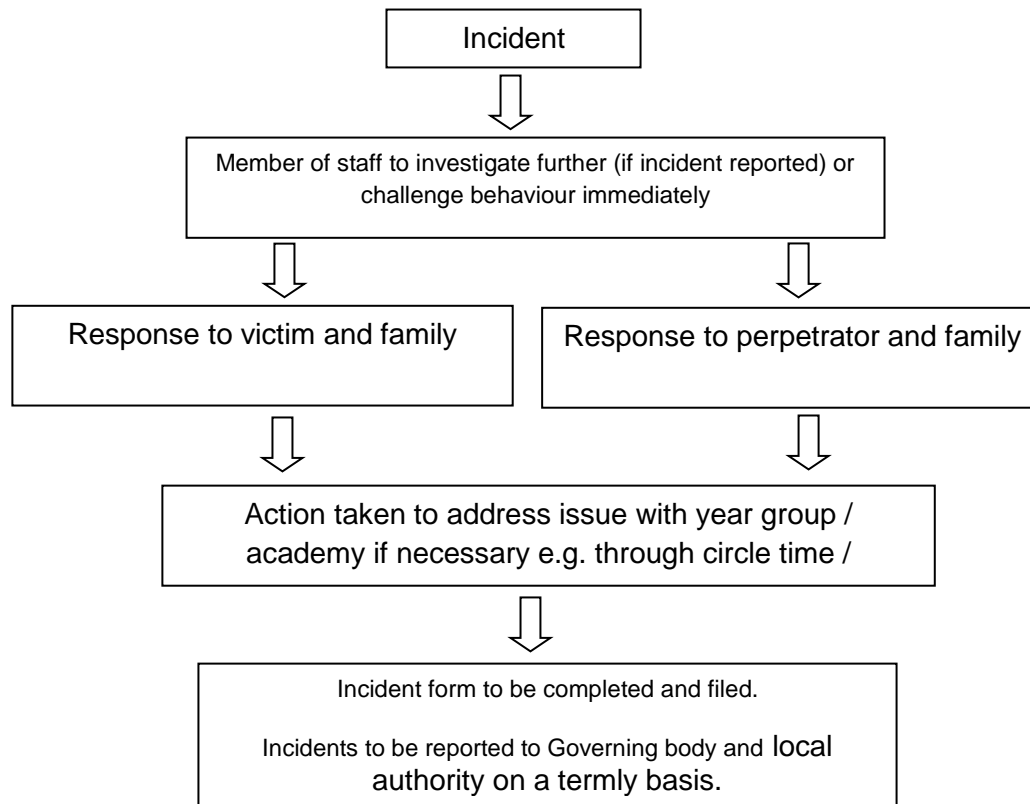 Incident
Member of staff to investigate further (if incident reported) or
challenge behaviour immediately
Response to victim and family
Response to perpetrator and family
Action taken to address issue with year group /
academy if necessary e.g. through circle time /
Incident form to be completed and filed.
Incidents to be reported to Governing body and local
authority on a termly basis.